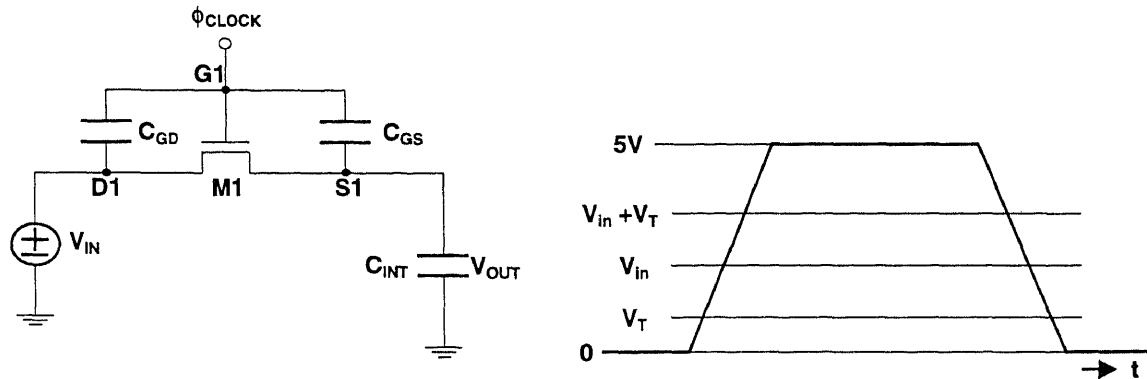 ϕCLOCK
G1
CGD
CGS
D1
M1
S1
VIN
CINT
VOUT
5V
Vin +VT
Vin
VT
0
t